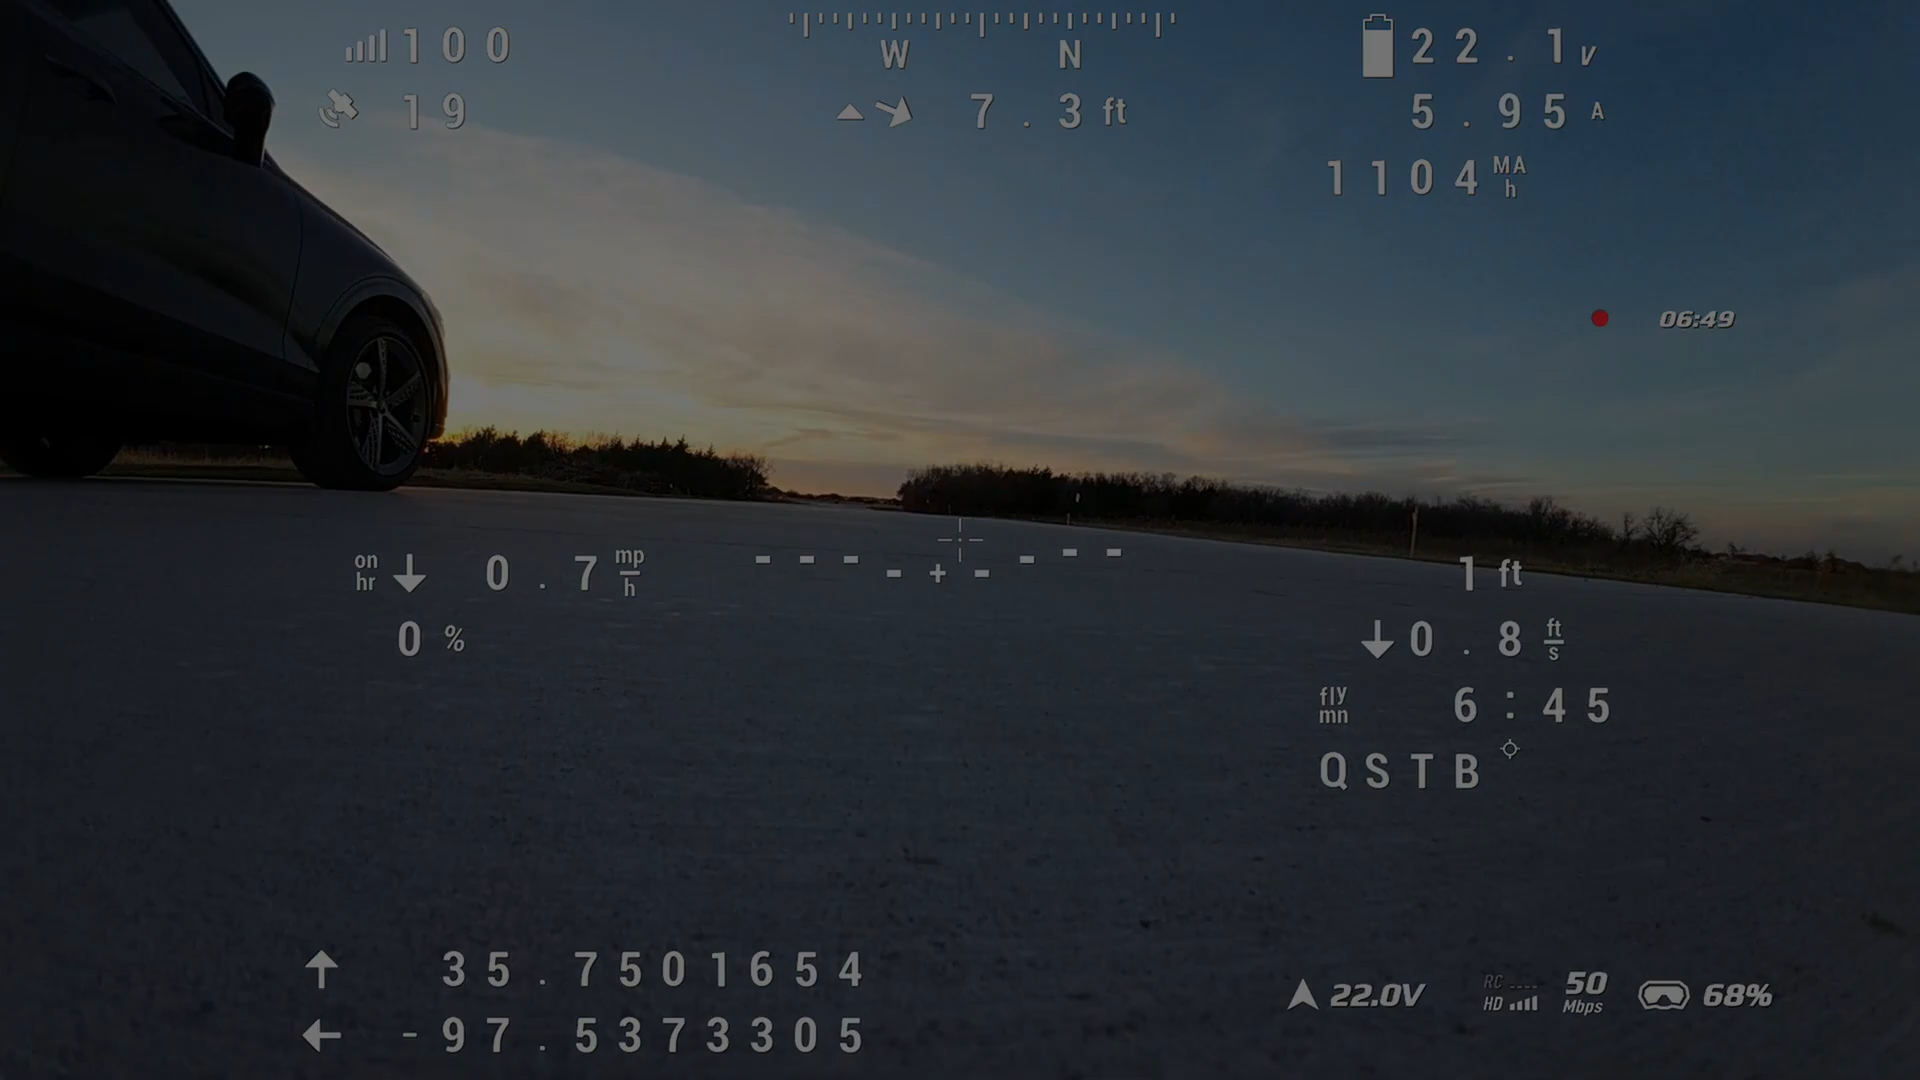 100
W N
22.1V
19
7.3 ft
5.95 A
1104 MAh
06:49
on hr 0.7 mp/h
1 ft
0 %
0.8 ft/s
fly mn 6:45
QSTB
35.7501654
22.0V
RC
HD
50 Mbps
68%
-97.5373305